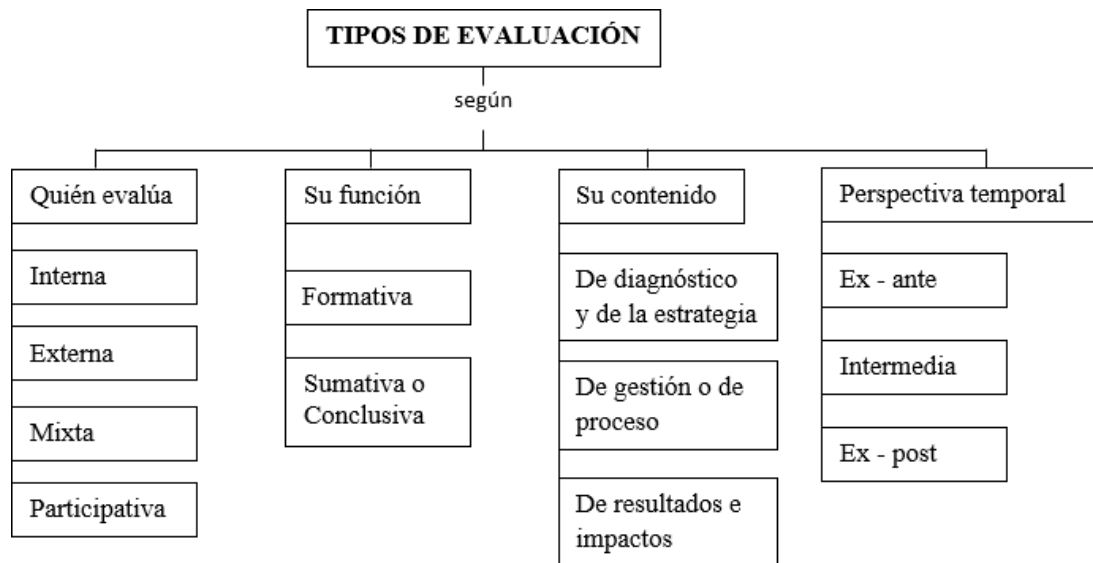 TIPOS DE EVALUACIÓN
según
Quién evalúa
Interna
Externa
Mixta
Participativa
Su función
Formativa
Sumativa o
Conclusiva
Su contenido
De diagnóstico
y de la estrategia
De gestión o de
proceso
De resultados e
impactos
Perspectiva temporal
Ex - ante
Intermedia
Ex - post